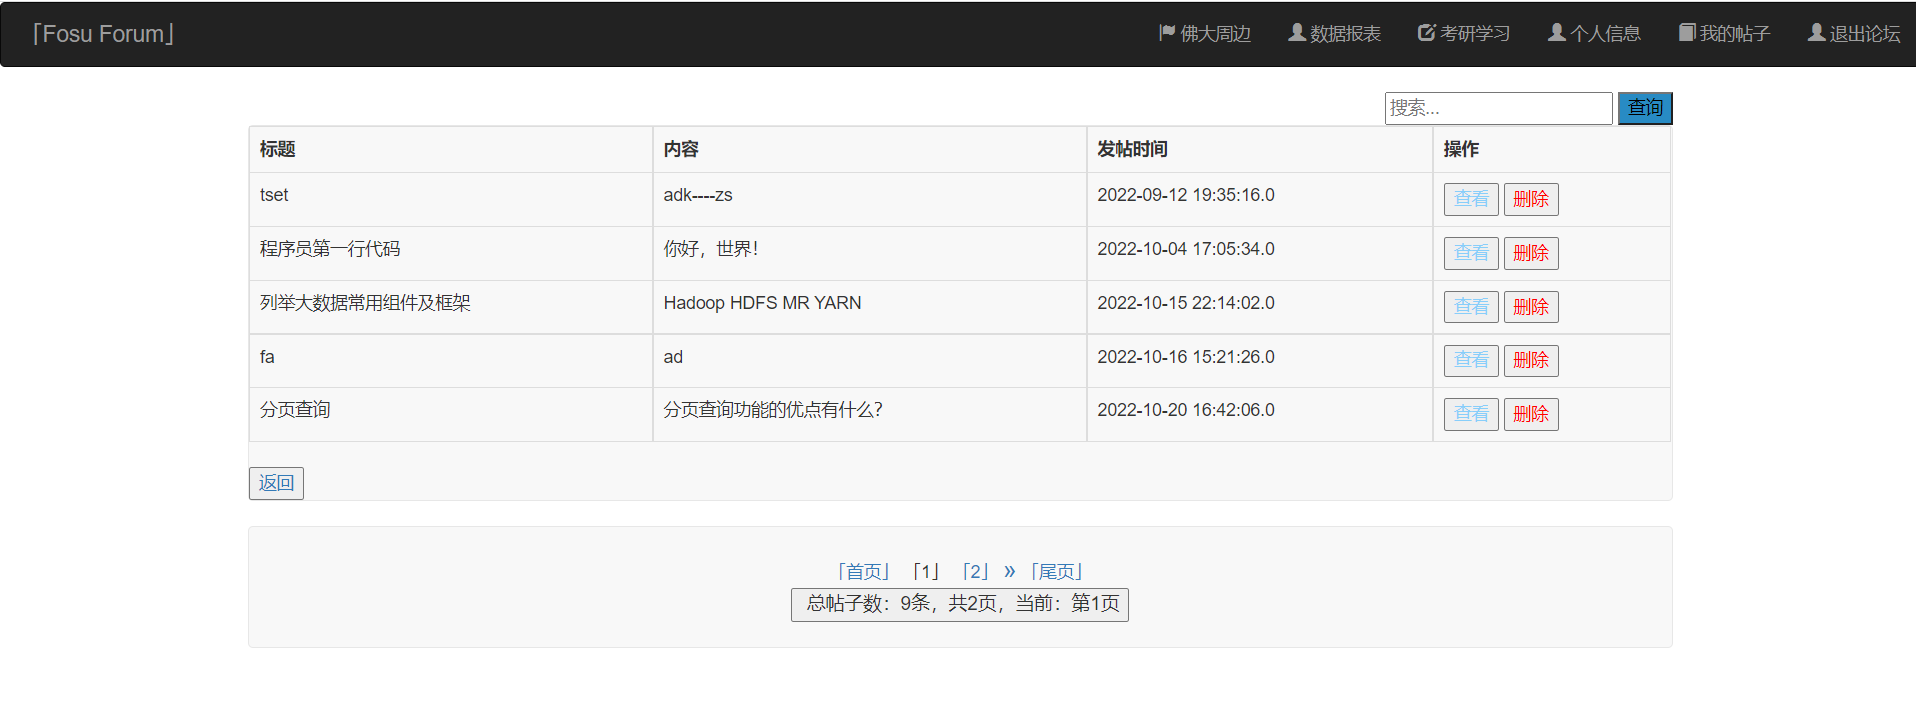 「Fosu Forum」 佛大周边 数据报表 考研学习 个人信息 我的帖子 退出论坛
搜索... 查询
标题 内容 发帖时间 操作
tset adk----zs 2022-09-12 19:35:16.0 查看 删除
程序员第一行代码 你好，世界！ 2022-10-04 17:05:34.0 查看 删除
列举大数据常用组件及框架 Hadoop HDFS MR YARN 2022-10-15 22:14:02.0 查看 删除
fa ad 2022-10-16 15:21:26.0 查看 删除
分页查询 分页查询功能的优点有什么？ 2022-10-20 16:42:06.0 查看 删除
返回
「首页」 「1」 「2」 » 「尾页」
总帖子数：9条，共2页，当前：第1页